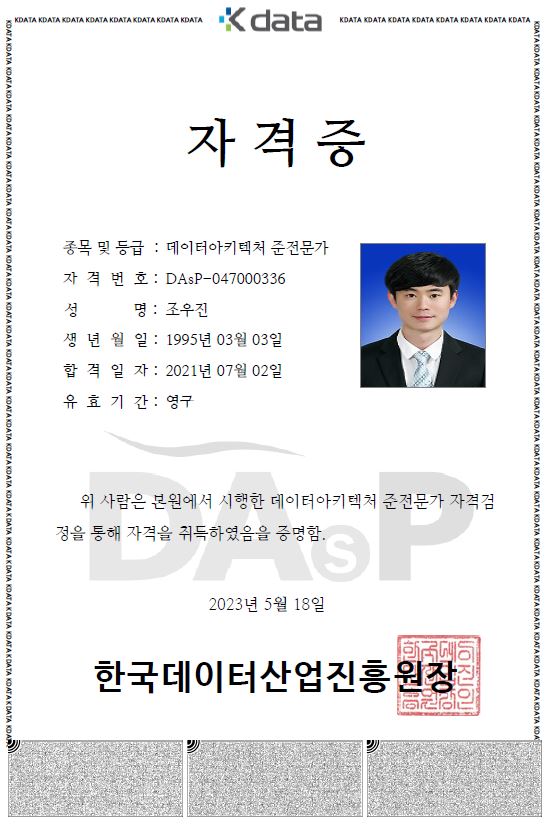 KDATA KDATA KDATA KDATA KDATA KDATA KDATA KDATA K data KDATA KDATA KDATA KDATA KDATA KDATA KDATA KDATA
자 격 증
종목 및 등급 : 데이터아키텍처 준전문가
자 격 번 호 : DAsP-047000336
성 명 : 조우진
생 년 월 일 : 1995년 03월 03일
합 격 일 자 : 2021년 07월 02일
유 효 기 간 : 영구
DAsP
위 사람은 본원에서 시행한 데이터아키텍처 준전문가 자격검
정을 통해 자격을 취득하였음을 증명함.
2023년 5월 18일
한국데이터산업진흥원장